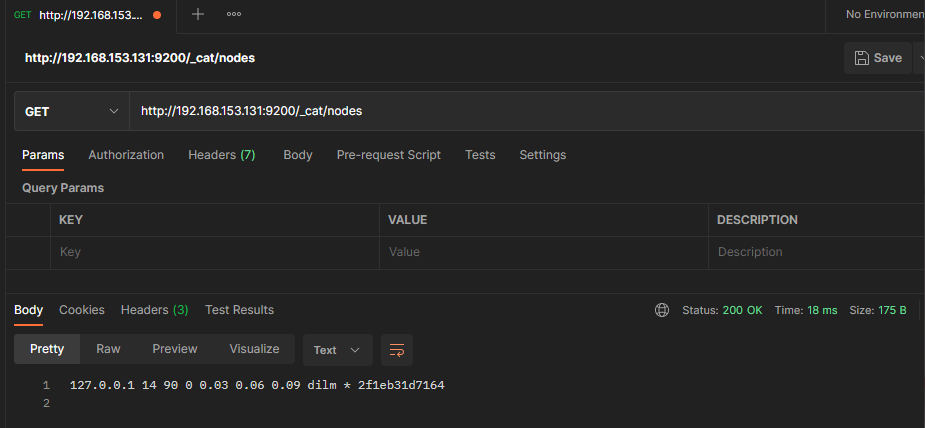 GET http://192.168.153.... + ooo No Environmen
http://192.168.153.131:9200/_cat/nodes Save
GET http://192.168.153.131:9200/_cat/nodes
Params Authorization Headers (7) Body Pre-request Script Tests Settings
Query Params
KEY VALUE DESCRIPTION
Key Value Description
Body Cookies Headers (3) Test Results Status: 200 OK Time: 18 ms Size: 175 B
Pretty Raw Preview Visualize Text
1 127.0.0.1 14 90 0 0.03 0.06 0.09 dilm * 2f1eb31d7164
2